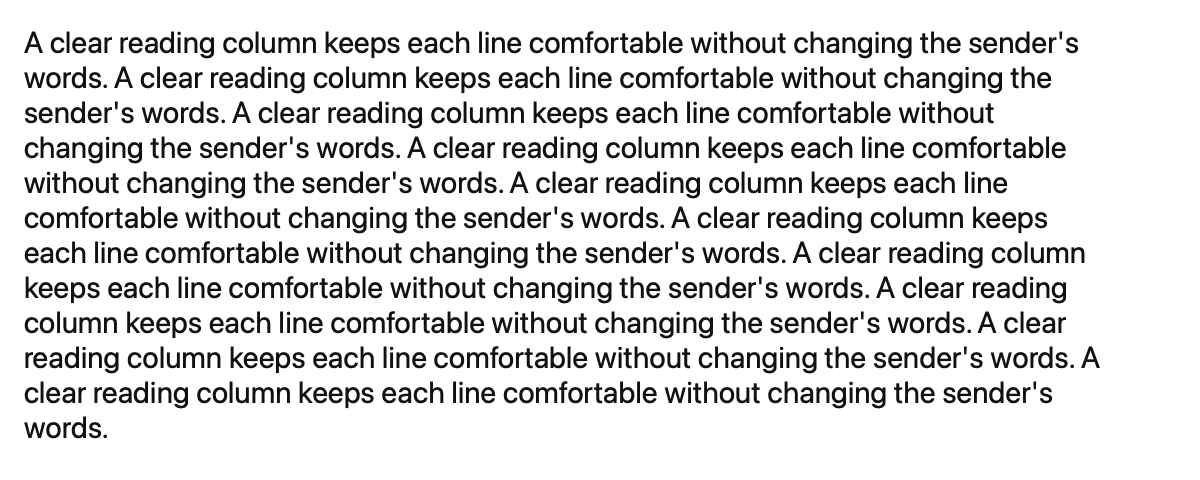 A clear reading column keeps each line comfortable without changing the sender's
words. A clear reading column keeps each line comfortable without changing the
sender's words. A clear reading column keeps each line comfortable without
changing the sender's words. A clear reading column keeps each line comfortable
without changing the sender's words. A clear reading column keeps each line
comfortable without changing the sender's words. A clear reading column keeps
each line comfortable without changing the sender's words. A clear reading column
keeps each line comfortable without changing the sender's words. A clear reading
column keeps each line comfortable without changing the sender's words. A clear
reading column keeps each line comfortable without changing the sender's words. A
clear reading column keeps each line comfortable without changing the sender's
words.